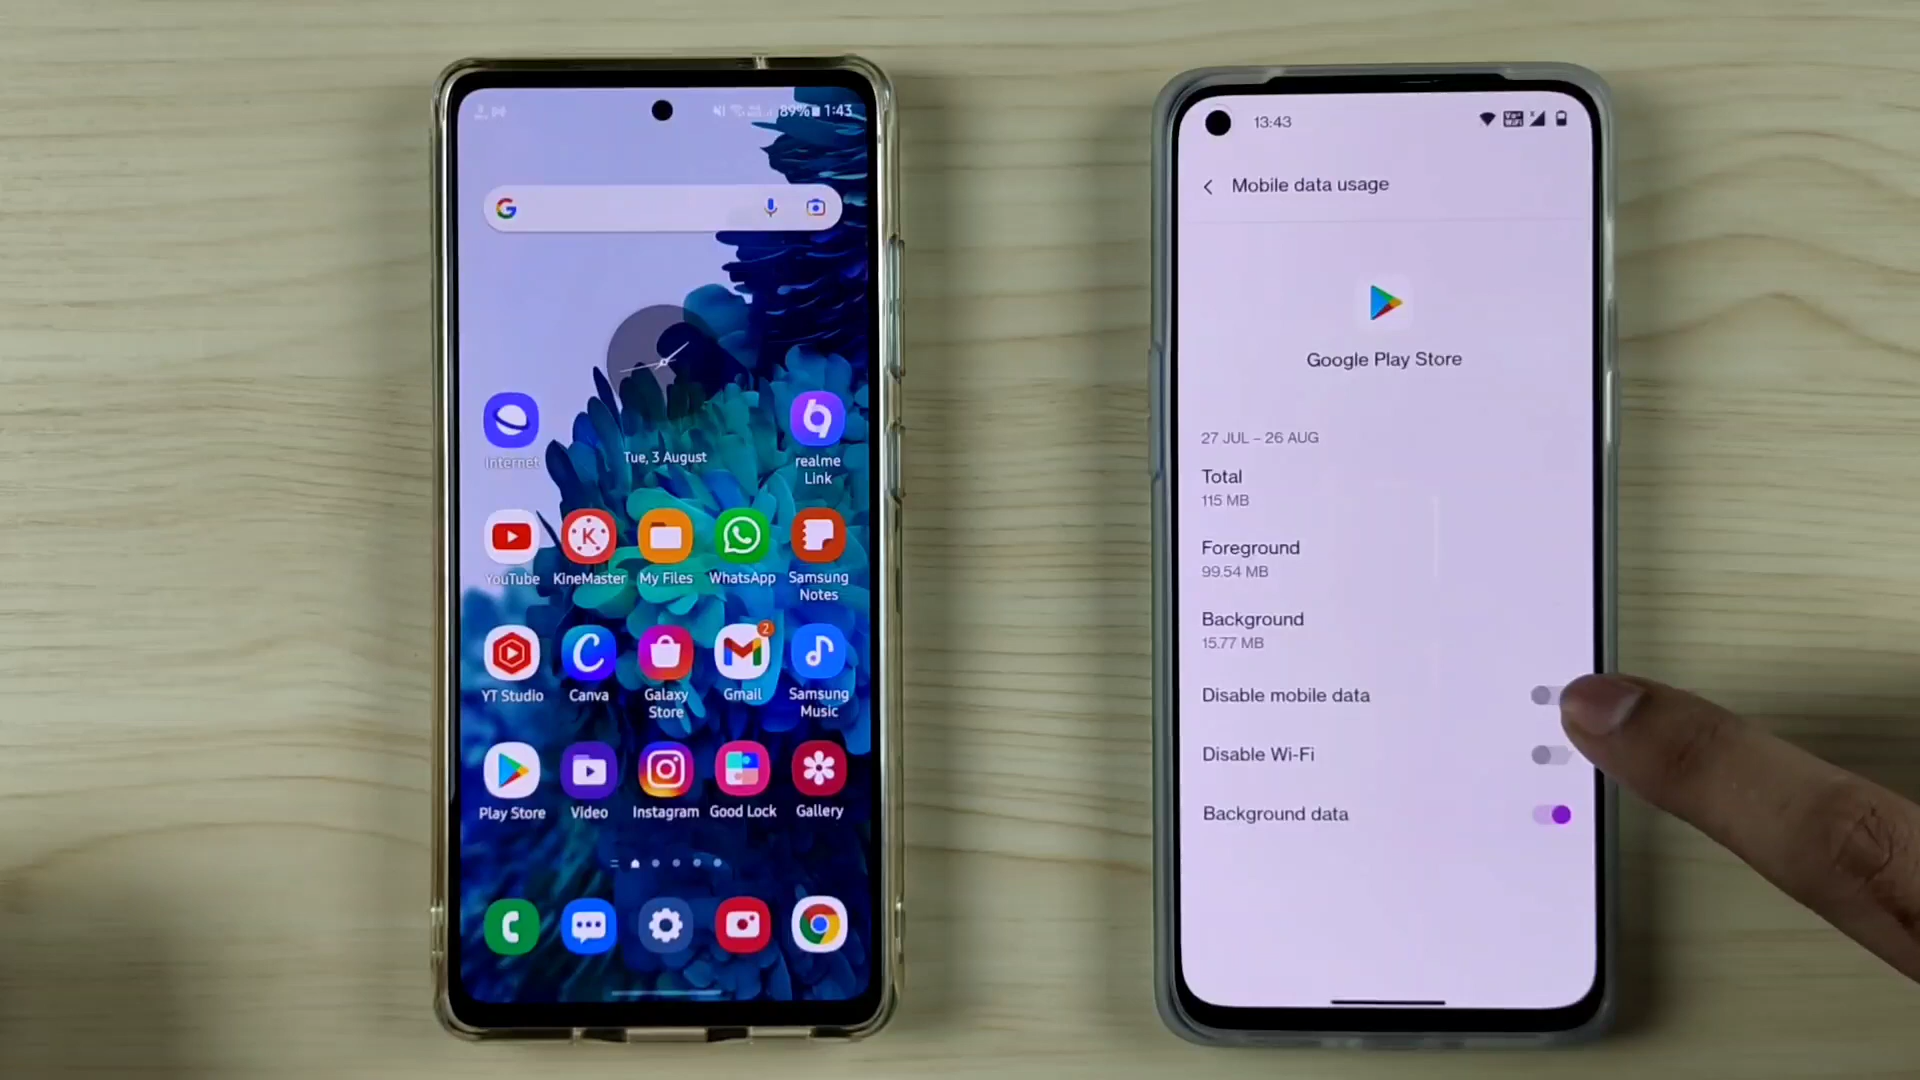 89% 1:43
Tue, 3 August
Internet
realme
Link
YouTube KineMaster My Files WhatsApp Samsung
Notes
2
YT Studio Canva Galaxy Gmail Samsung
Store Music
Play Store Video Instagram Good Lock Gallery
13:43
Mobile data usage
Google Play Store
27 JUL – 26 AUG
Total
115 MB
Foreground
99.54 MB
Background
15.77 MB
Disable mobile data
Disable Wi-Fi
Background data